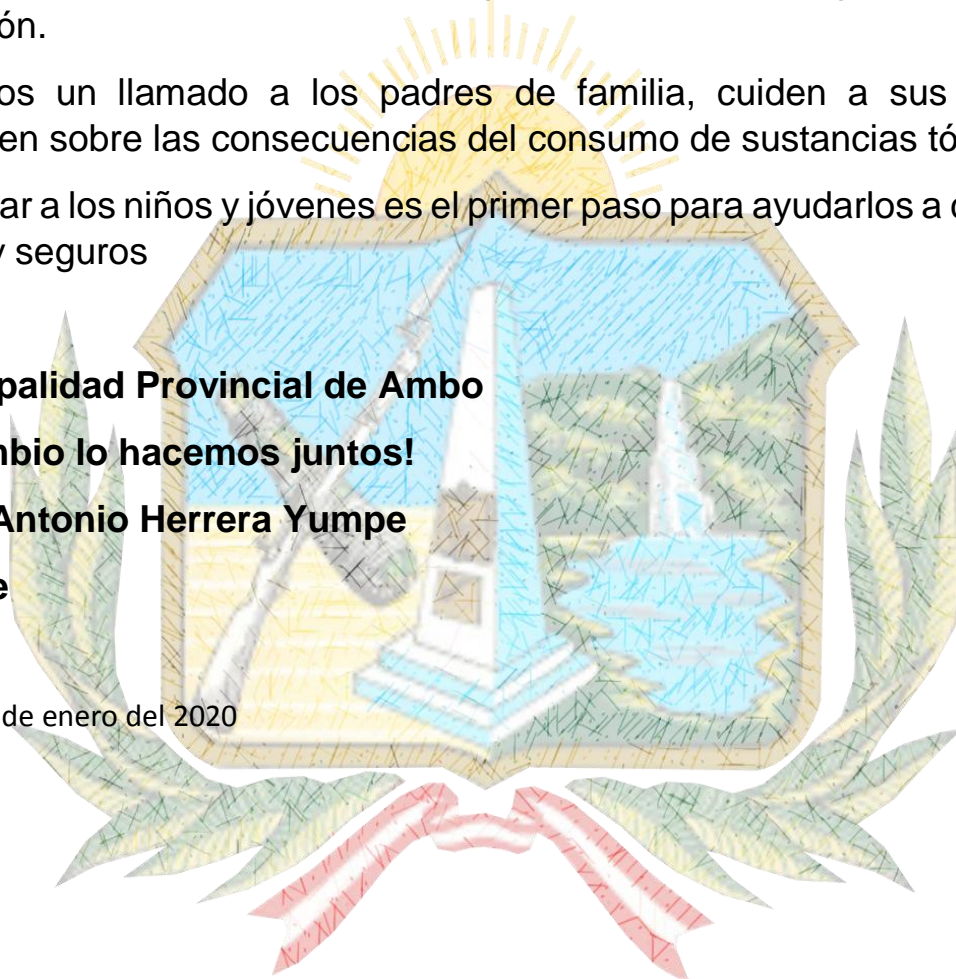 ón.
os un llamado a los padres de familia, cuiden a sus
en sobre las consecuencias del consumo de sustancias tó
ar a los niños y jóvenes es el primer paso para ayudarlos a
y seguros
palidad Provincial de Ambo
mbio lo hacemos juntos!
Antonio Herrera Yumpe
e
de enero del 2020